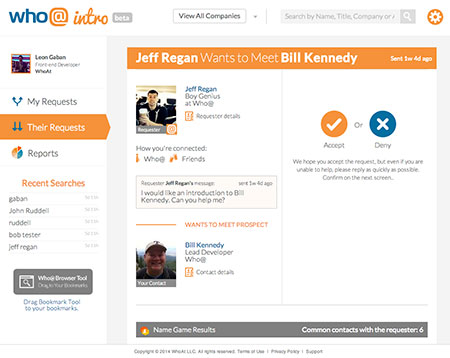 who@ intro beta
View All Companies
Search by Name, Title, Company or
Leon Gaban
Front-end Developer
WhoAt
My Requests
Their Requests
Reports
Recent Searches
gaban
John Ruddell
ruddell
bob tester
jeff regan
Who@ Browser Tool
Drag to Your Bookmarks
Drag Bookmark Tool
to your bookmarks.
Jeff Regan Wants to Meet Bill Kennedy
Sent 1w 4d ago
Jeff Regan
Boy Genius
at Who@
Requester details
Requester
How you're connected:
Who@ Friends
Requester Jeff Regan's message. sent 1w 4d ago
I would like an introduction to Bill
Kennedy. Can you help me?
WANTS TO MEET PROSPECT
Bill Kennedy
Lead Developer
Who@
Contact details
Your Contact
Or
Accept Deny
We hope you accept the request, but even if you are
unable to help, please reply as quickly as possible.
Confirm on the next screen..
Name Game Results
Common contacts with the requester: 6
Copyright © 2014 WhoAt LLC. All rights reserved. Terms of Use | Privacy Policy | Support